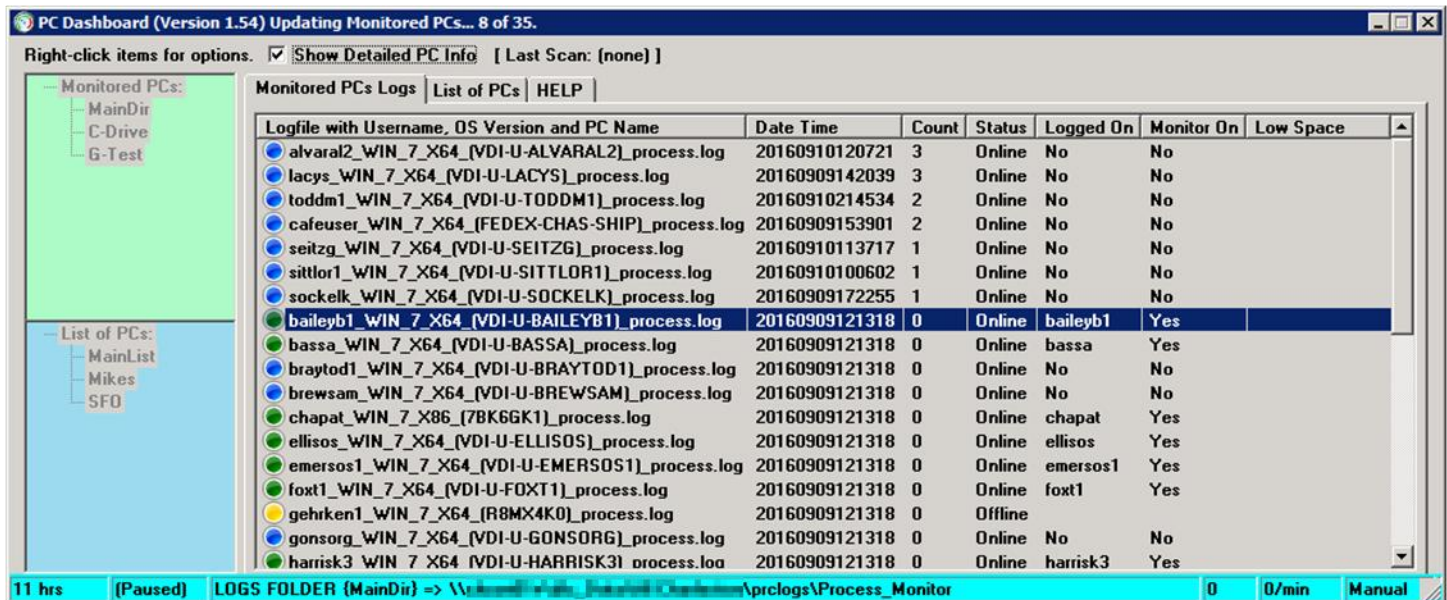 PC Dashboard (Version 1.54) Updating Monitored PCs... 8 of 35.
Right-click items for options. Show Detailed PC Info [ Last Scan: (none) ]
Monitored PCs:
MainDir
C-Drive
G-Test
List of PCs:
MainList
Mikes
SFO
Monitored PCs Logs List of PCs HELP
Logfile with Username, OS Version and PC Name Date Time Count Status Logged On Monitor On Low Space
alvaral2_WIN_7_X64_(VDI-U-ALVARAL2)_process.log 20160910120721 3 Online No No
lacys_WIN_7_X64_(VDI-U-LACYS)_process.log 20160909142039 3 Online No No
toddm1_WIN_7_X64_(VDI-U-TODDM1)_process.log 20160910214534 2 Online No No
cafeuser_WIN_7_X64_(FEDEX-CHAS-SHIP)_process.log 20160909153901 2 Online No No
seitzg_WIN_7_X64_(VDI-U-SEITZG)_process.log 20160910113717 1 Online No No
sittlor1_WIN_7_X64_(VDI-U-SITTLOR1)_process.log 20160910100602 1 Online No No
sockelk_WIN_7_X64_(VDI-U-SOCKELK)_process.log 20160909172255 1 Online No No
baileyb1_WIN_7_X64_(VDI-U-BAILEYB1)_process.log 20160909121318 0 Online baileyb1 Yes
bassa_WIN_7_X64_(VDI-U-BASSA)_process.log 20160909121318 0 Online bassa Yes
braytod1_WIN_7_X64_(VDI-U-BRAYTOD1)_process.log 20160909121318 0 Online No No
brewsam_WIN_7_X64_(VDI-U-BREWSAM)_process.log 20160909121318 0 Online No No
chapat_WIN_7_X86_(7BK6GK1)_process.log 20160909121318 0 Online chapat Yes
ellisos_WIN_7_X64_(VDI-U-ELLISOS)_process.log 20160909121318 0 Online ellisos Yes
emersos1_WIN_7_X64_(VDI-U-EMERSOS1)_process.log 20160909121318 0 Online emersos1 Yes
foxt1_WIN_7_X64_(VDI-U-FOXT1)_process.log 20160909121318 0 Online foxt1 Yes
gehrken1_WIN_7_X64_(R8MX4K0)_process.log 20160909121318 0 Offline
gonsorg_WIN_7_X64_(VDI-U-GONSORG)_process.log 20160909121318 0 Online No No
harrisk3_WIN_7_X64_(VDI-U-HARRISK3)_process.log 20160909121318 0 Online harrisk3 Yes
11 hrs (Paused) LOGS FOLDER {MainDir} => \\ \prclogs\Process_Monitor 0 0/min Manual